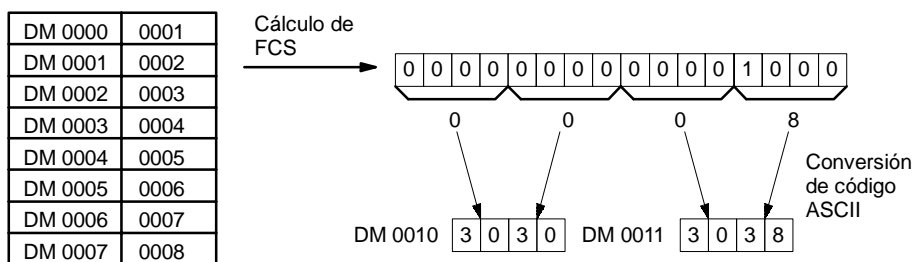 DM 0000 0001
DM 0001 0002
DM 0002 0003
DM 0003 0004
DM 0004 0005
DM 0005 0006
DM 0006 0007
DM 0007 0008
Cálculo de
FCS
0 0 0 0 0 0 0 0 0 0 0 0 1 0 0 0
0 0 0 8
Conversión
de código
ASCII
DM 0010 3 0 3 0 DM 0011 3 0 3 8